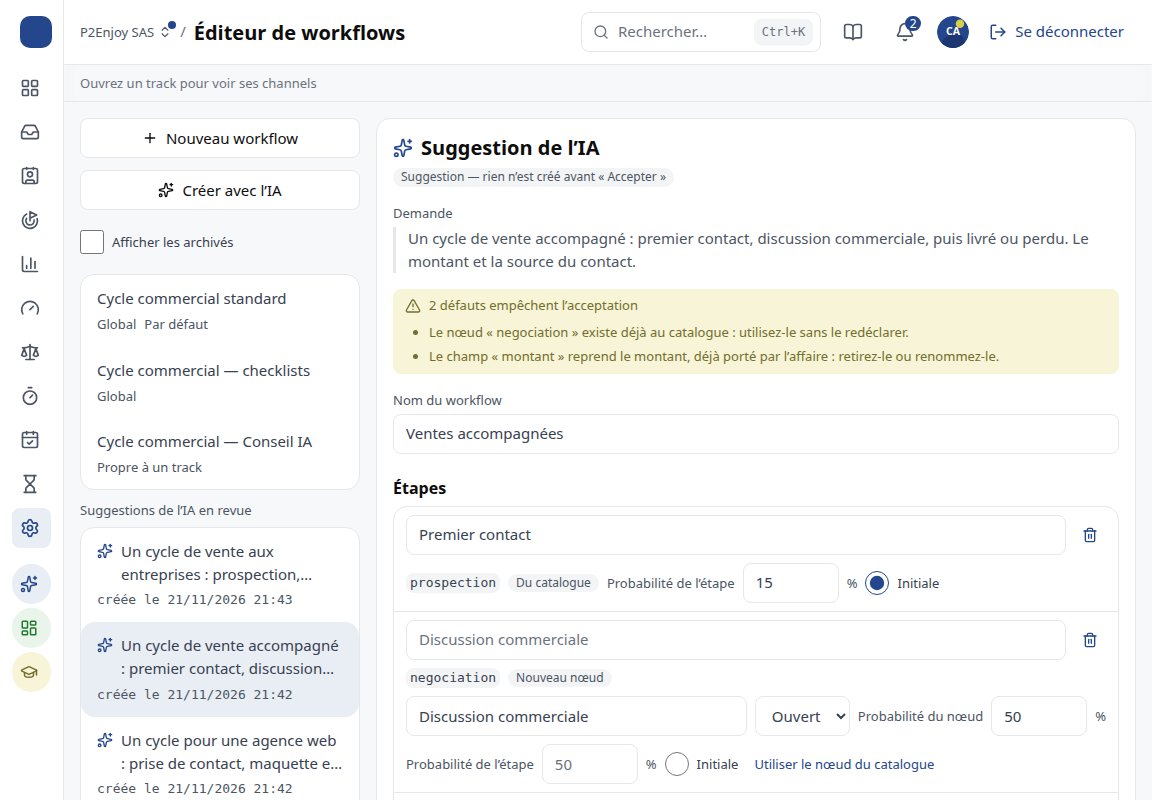 P2Enjoy SAS / Éditeur de workflows
Rechercher... Ctrl+K
2
CA
Se déconnecter
Ouvrez un track pour voir ses channels
Nouveau workflow
Créer avec l’IA
Afficher les archivés
Cycle commercial standard
Global Par défaut
Cycle commercial — checklists
Global
Cycle commercial — Conseil IA
Propre à un track
Suggestions de l’IA en revue
Un cycle de vente aux
entreprises : prospection,...
créée le 21/11/2026 21:43
Un cycle de vente accompagné
: premier contact, discussion...
créée le 21/11/2026 21:42
Un cycle pour une agence web
: prise de contact, maquette e...
créée le 21/11/2026 21:42
Suggestion de l’IA
Suggestion — rien n’est créé avant « Accepter »
Demande
Un cycle de vente accompagné : premier contact, discussion commerciale, puis livré ou perdu. Le
montant et la source du contact.
2 défauts empêchent l’acceptation
Le nœud « negociation » existe déjà au catalogue : utilisez-le sans le redéclarer.
Le champ « montant » reprend le montant, déjà porté par l’affaire : retirez-le ou renommez-le.
Nom du workflow
Ventes accompagnées
Étapes
Premier contact
prospection Du catalogue Probabilité de l’étape 15 % Initiale
Discussion commerciale
negociation Nouveau nœud
Discussion commerciale Ouvert Probabilité du nœud 50 %
Probabilité de l’étape 50 % Initiale Utiliser le nœud du catalogue